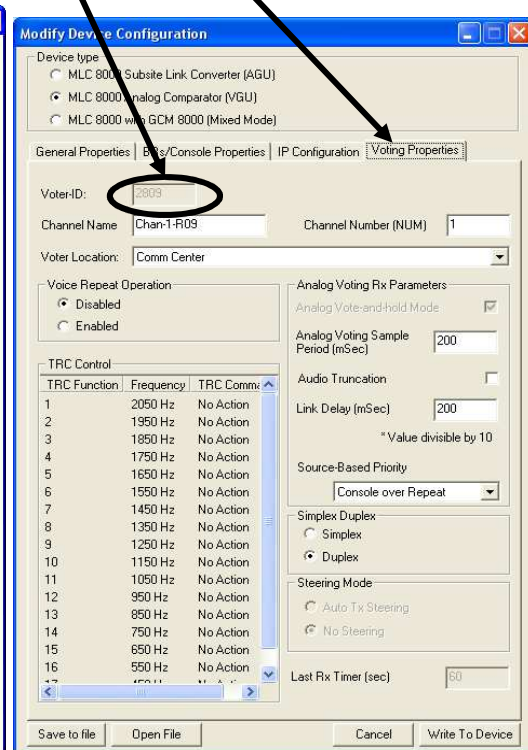 Modify Device Configuration
Device type
MLC 8000 Subsite Link Converter (AGU)
MLC 8000 Analog Comparator (VGU)
MLC 8000 with GCM 8000 (Mixed Mode)
General Properties
Properties
IP Configuration
Voting Properties
Voter-ID:
2809
Channel Name
Chan-1-R09
Channel Number (NUM)
1
Voter Location:
Comm Center
Voice Repeat Operation
Disabled
Enabled
TRC Control
TRC Function Frequency TRC Comma
1 2050 Hz No Action
2 1950 Hz No Action
3 1850 Hz No Action
4 1750 Hz No Action
5 1650 Hz No Action
6 1550 Hz No Action
7 1450 Hz No Action
8 1350 Hz No Action
9 1250 Hz No Action
10 1150 Hz No Action
11 1050 Hz No Action
12 950 Hz No Action
13 850 Hz No Action
14 750 Hz No Action
15 650 Hz No Action
16 550 Hz No Action
Analog Voting Rx Parameters
Analog Vote-and-hold Mode
Analog Voting Sample
Period (mSec)
200
Audio Truncation
Link Delay (mSec)
200
*Value divisible by 10
Source-Based Priority
Console over Repeat
Simplex Duplex
Simplex
Duplex
Steering Mode
Auto Tx Steering
No Steering
Last Rx Timer (sec)
60
Save to file
Open File
Cancel
Write To Device